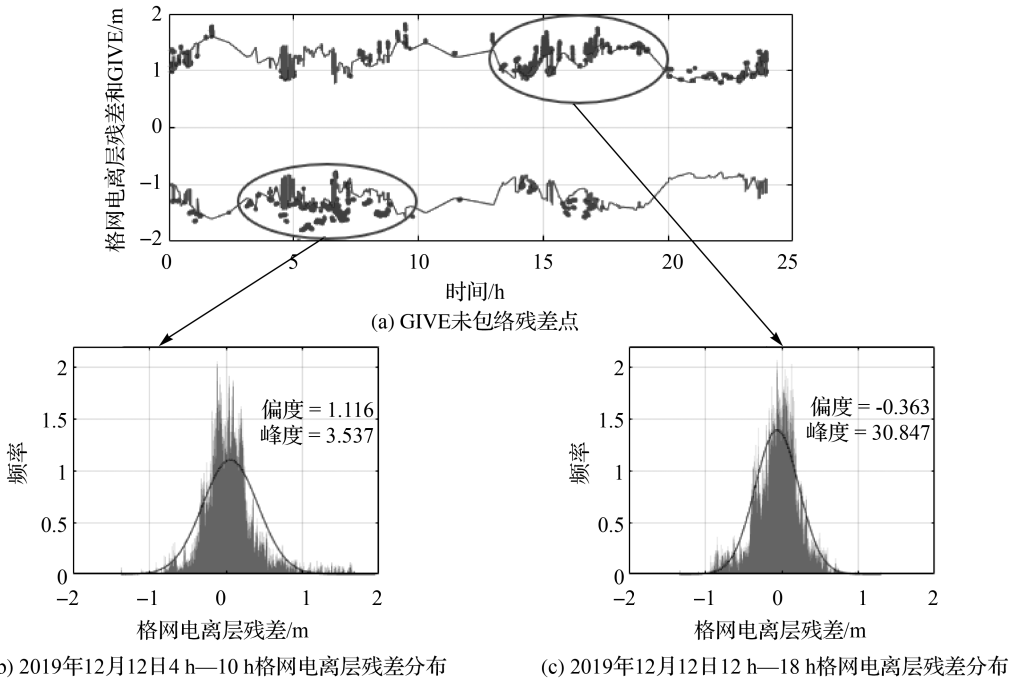 格网电离层残差和GIVE/m
2
1
0
−1
−2
0 5 10 15 20 25
时间/h
(a) GIVE未包络残差点
频率
2
1.5
1
0.5
0
偏度 = 1.116
峰度 = 3.537
−2 −1 0 1 2
格网电离层残差/m
b) 2019年12月12日4 h—10 h格网电离层残差分布
频率
2
1.5
1
0.5
0
偏度 = -0.363
峰度 = 30.847
−2 −1 0 1 2
格网电离层残差/m
(c) 2019年12月12日12 h—18 h格网电离层残差分布